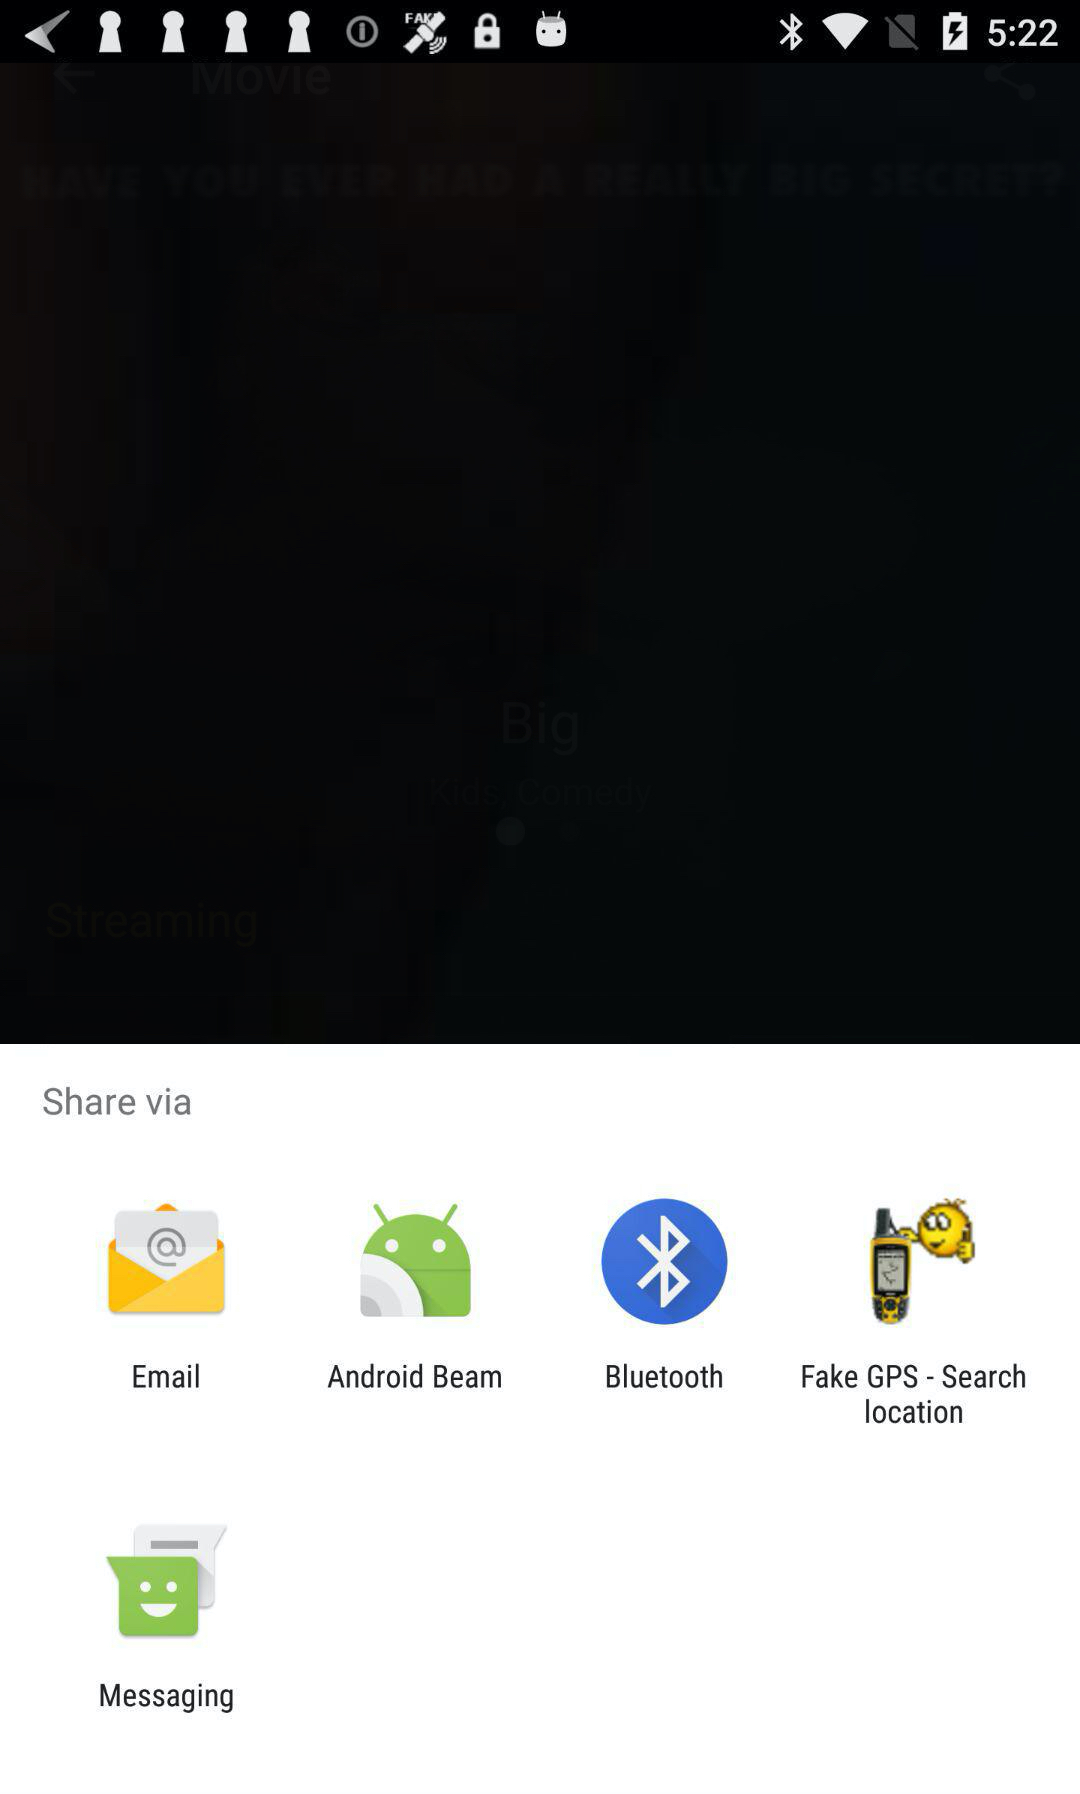 FAKE
5:22
Movie
HAVE YOU EVER HAD A REALLY BIG SECRET?
Big
Kids, Comedy
Streaming
Share via
Email
Android Beam
Bluetooth
Fake GPS - Search
location
Messaging